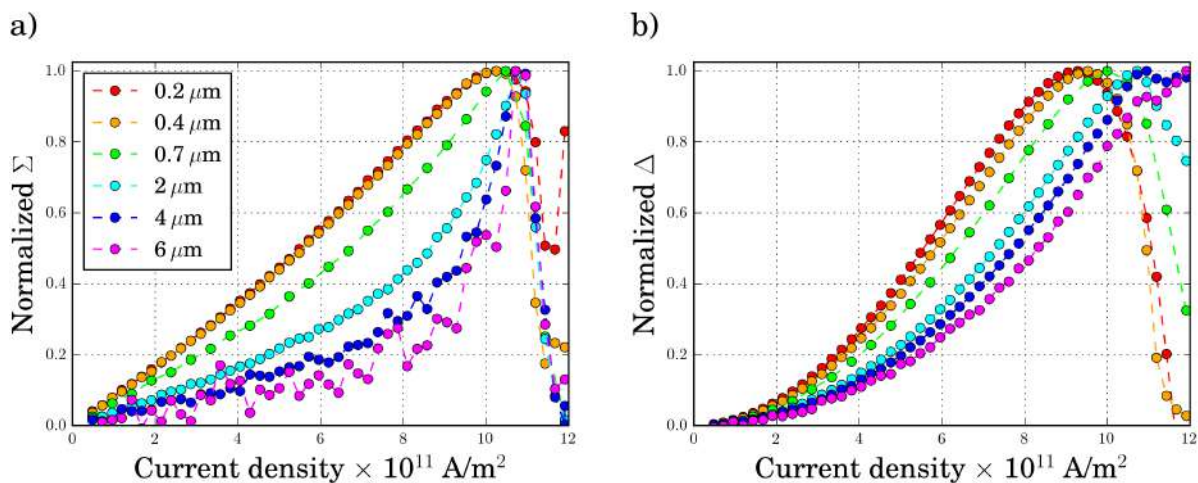 a)
1.0
0.8
0.6
0.4
0.2
0.0
Normalized Σ
0.2 μm
0.4 μm
0.7 μm
2 μm
4 μm
6 μm
0 2 4 6 8 10 12
Current density × 10¹¹ A/m²
b)
1.0
0.8
0.6
0.4
0.2
0.0
Normalized Δ
0 2 4 6 8 10 12
Current density × 10¹¹ A/m²